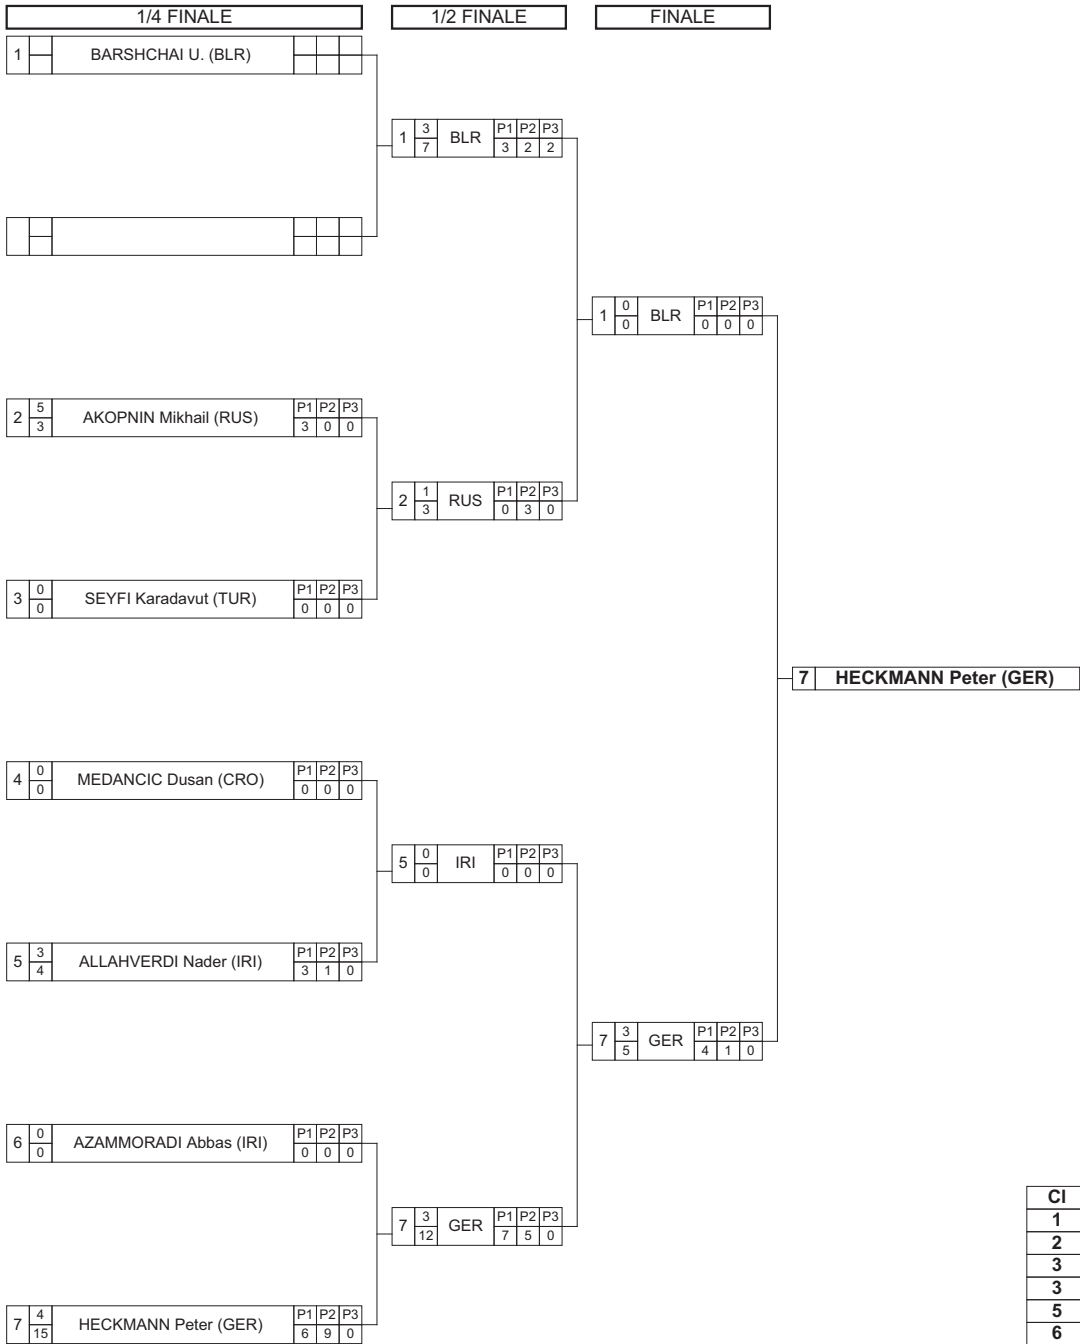 1/4 FINALE 1/2 FINALE FINALE
1 BARSHCHAI U. (BLR)
1 3 7 BLR P1 P2 P3 3 2 2
1 0 0 BLR P1 P2 P3 0 0 0
2 5 3 AKOPNIN Mikhail (RUS) P1 P2 P3 3 0 0
2 1 3 RUS P1 P2 P3 0 3 0
3 0 0 SEYFI Karadavut (TUR) P1 P2 P3 0 0 0
7 HECKMANN Peter (GER)
4 0 0 MEDANCIC Dusan (CRO) P1 P2 P3 0 0 0
5 0 0 IRI P1 P2 P3 0 0 0
5 3 4 ALLAHVERDI Nader (IRI) P1 P2 P3 3 1 0
7 3 5 GER P1 P2 P3 4 1 0
6 0 0 AZAMMORADI Abbas (IRI) P1 P2 P3 0 0 0
7 3 12 GER P1 P2 P3 7 5 0
7 4 15 HECKMANN Peter (GER) P1 P2 P3 6 9 0
Cl
1
2
3
3
5
6